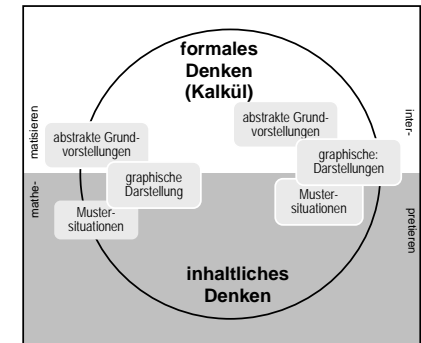 formales
Denken
(Kalkül)
matisieren
abstrakte Grund-
vorstellungen
graphische
Darstellung
mathe-
Muster-
situationen
abstrakte Grund-
vorstellungen
inter-
graphische:
Darstellungen
Muster-
situationen
pretieren
inhaltliches
Denken